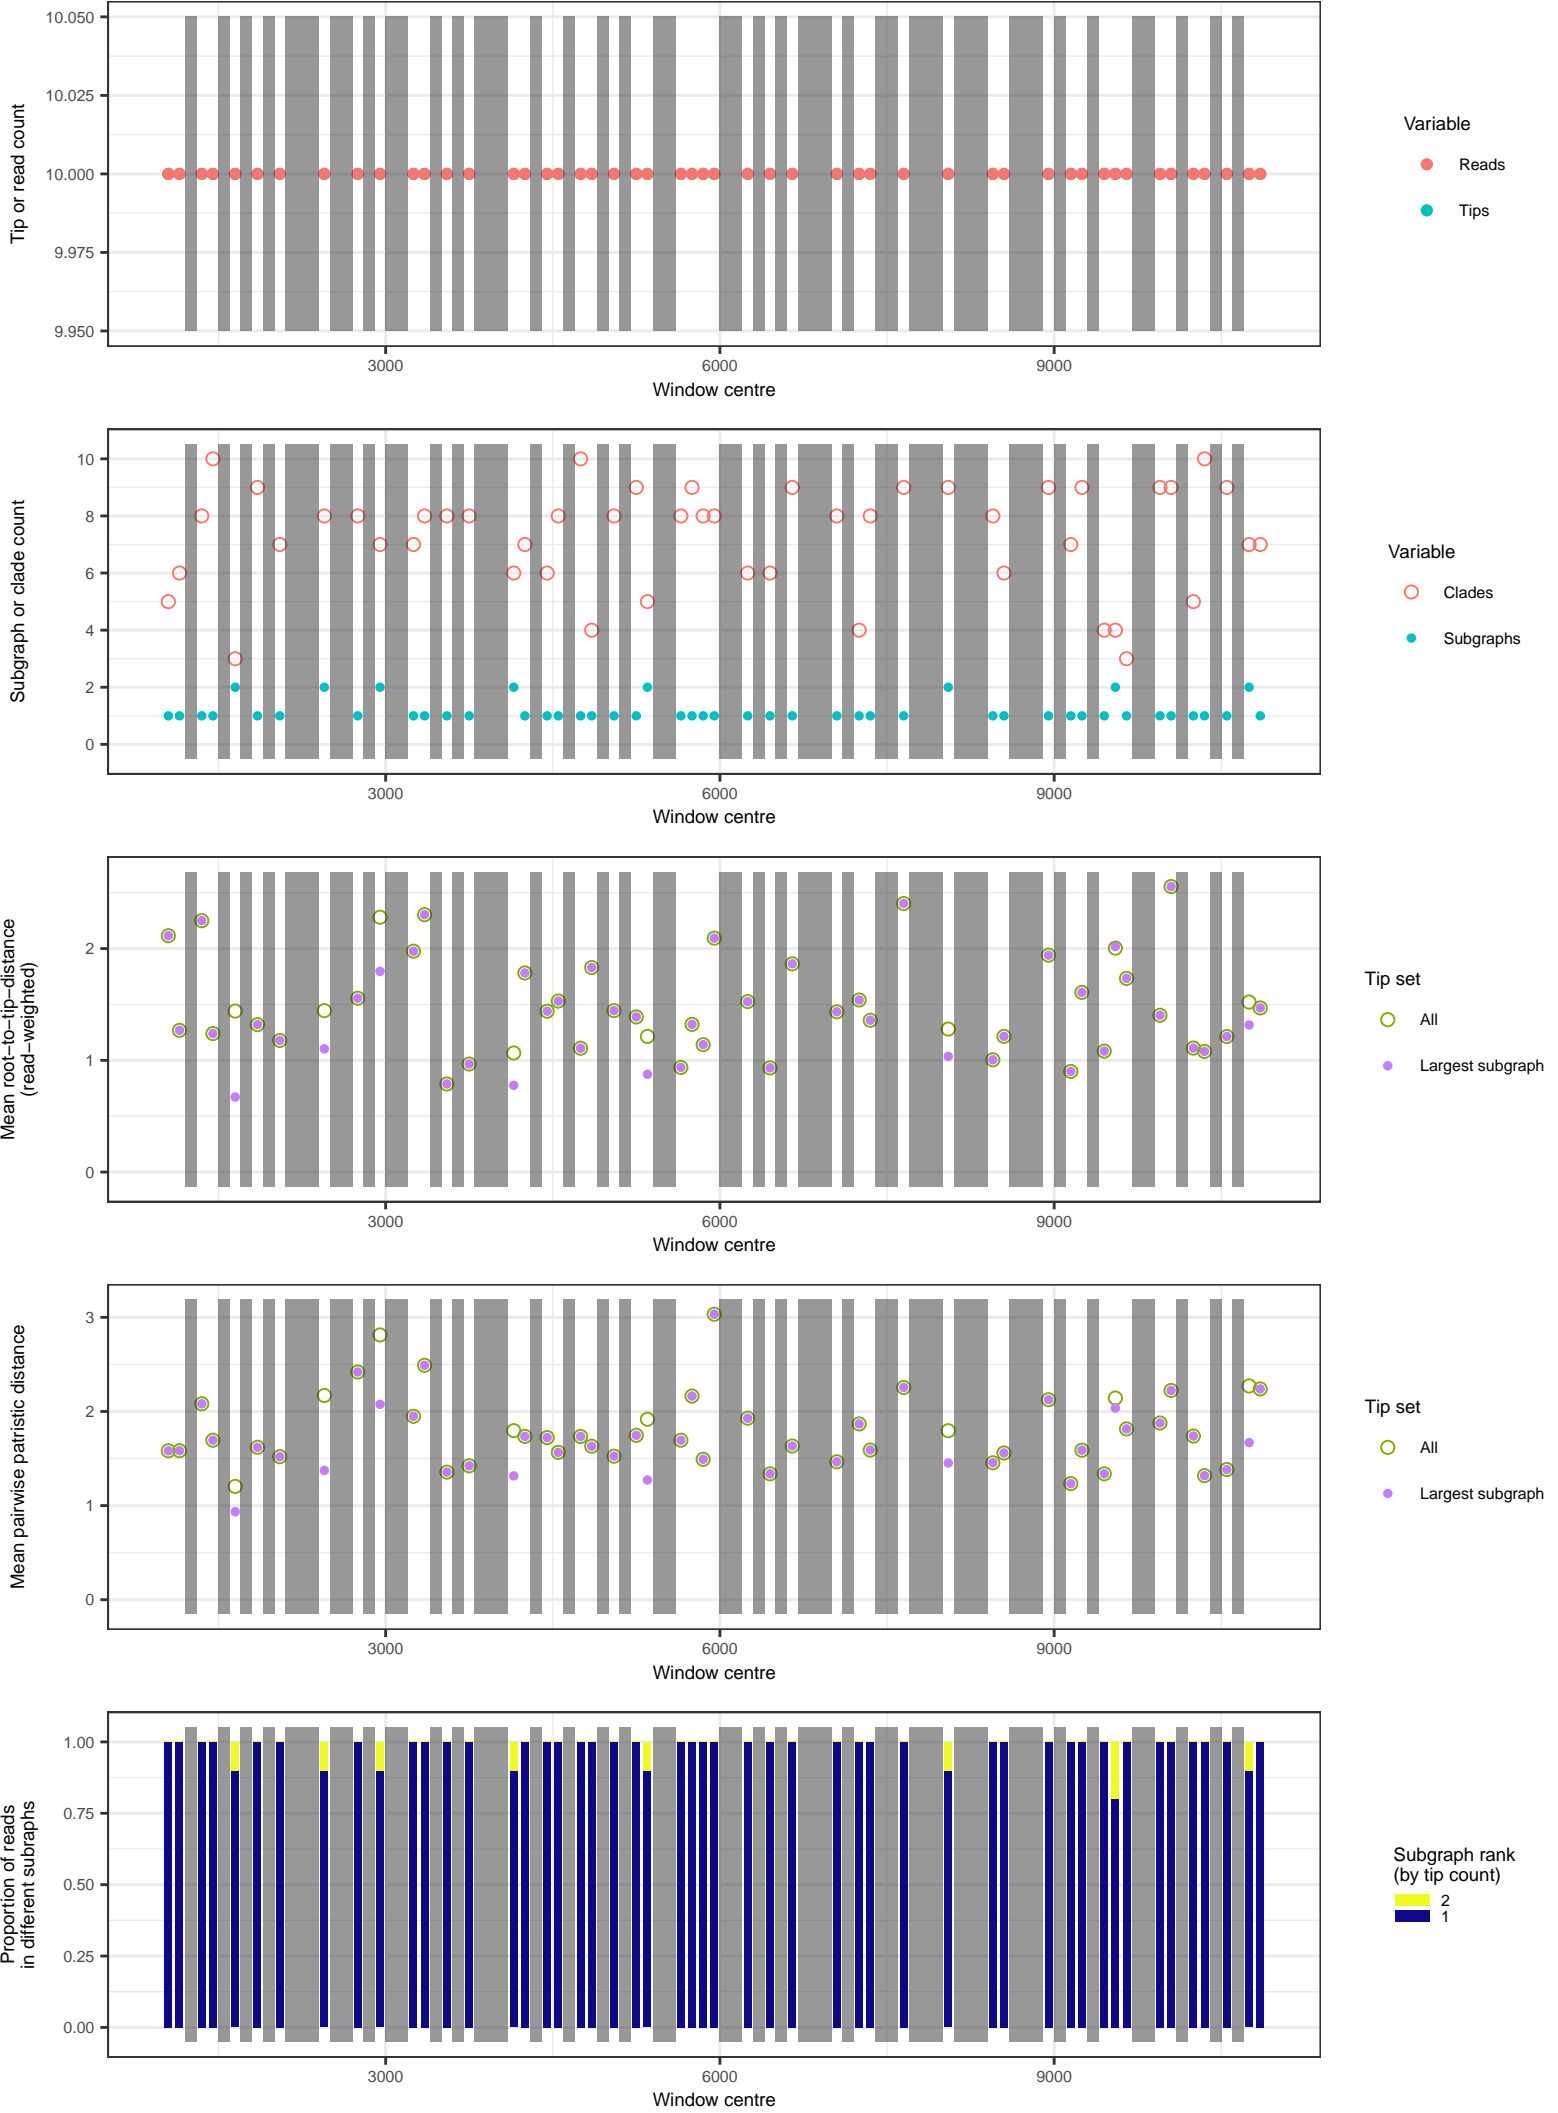 10.050
10.025
10.000
9.975
9.950
Tip or read count
3000
6000
9000
Window centre
Variable
Reads
Tips
10
8
6
4
2
0
Subgraph or clade count
3000
6000
9000
Window centre
Variable
Clades
Subgraphs
2
1
0
Mean root−to−tip−distance
(read−weighted)
3000
6000
9000
Window centre
Tip set
All
Largest subgraph
3
2
1
0
Mean pairwise patristic distance
3000
6000
9000
Window centre
Tip set
All
Largest subgraph
1.00
0.75
0.50
0.25
0.00
Proportion of reads
in different subraphs
3000
6000
9000
Window centre
Subgraph rank
(by tip count)
2
1